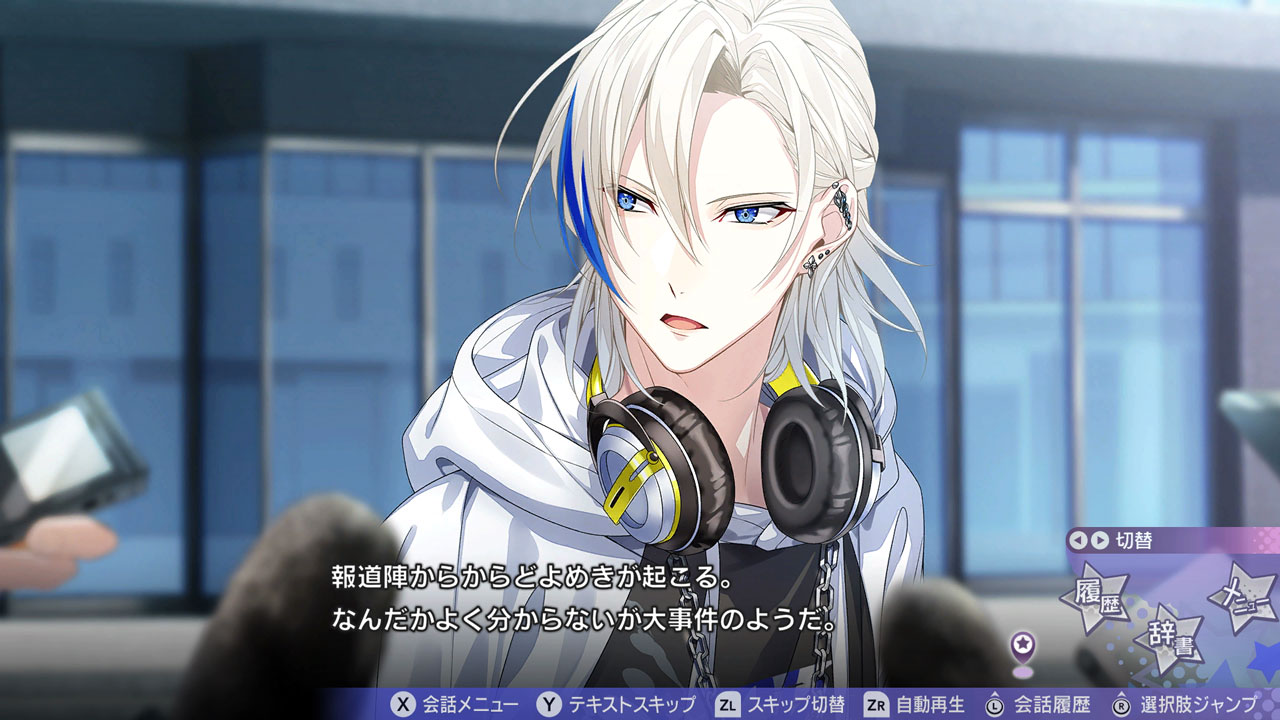 報道陣からからどよめきが起こる。
なんだかよく分からないが大事件のようだ。
切替
履歴
メニュー
辞書
X 会話メニュー Y テキストスキップ ZL スキップ切替 ZR 自動再生 L 会話履歴 R 選択肢ジャンプ